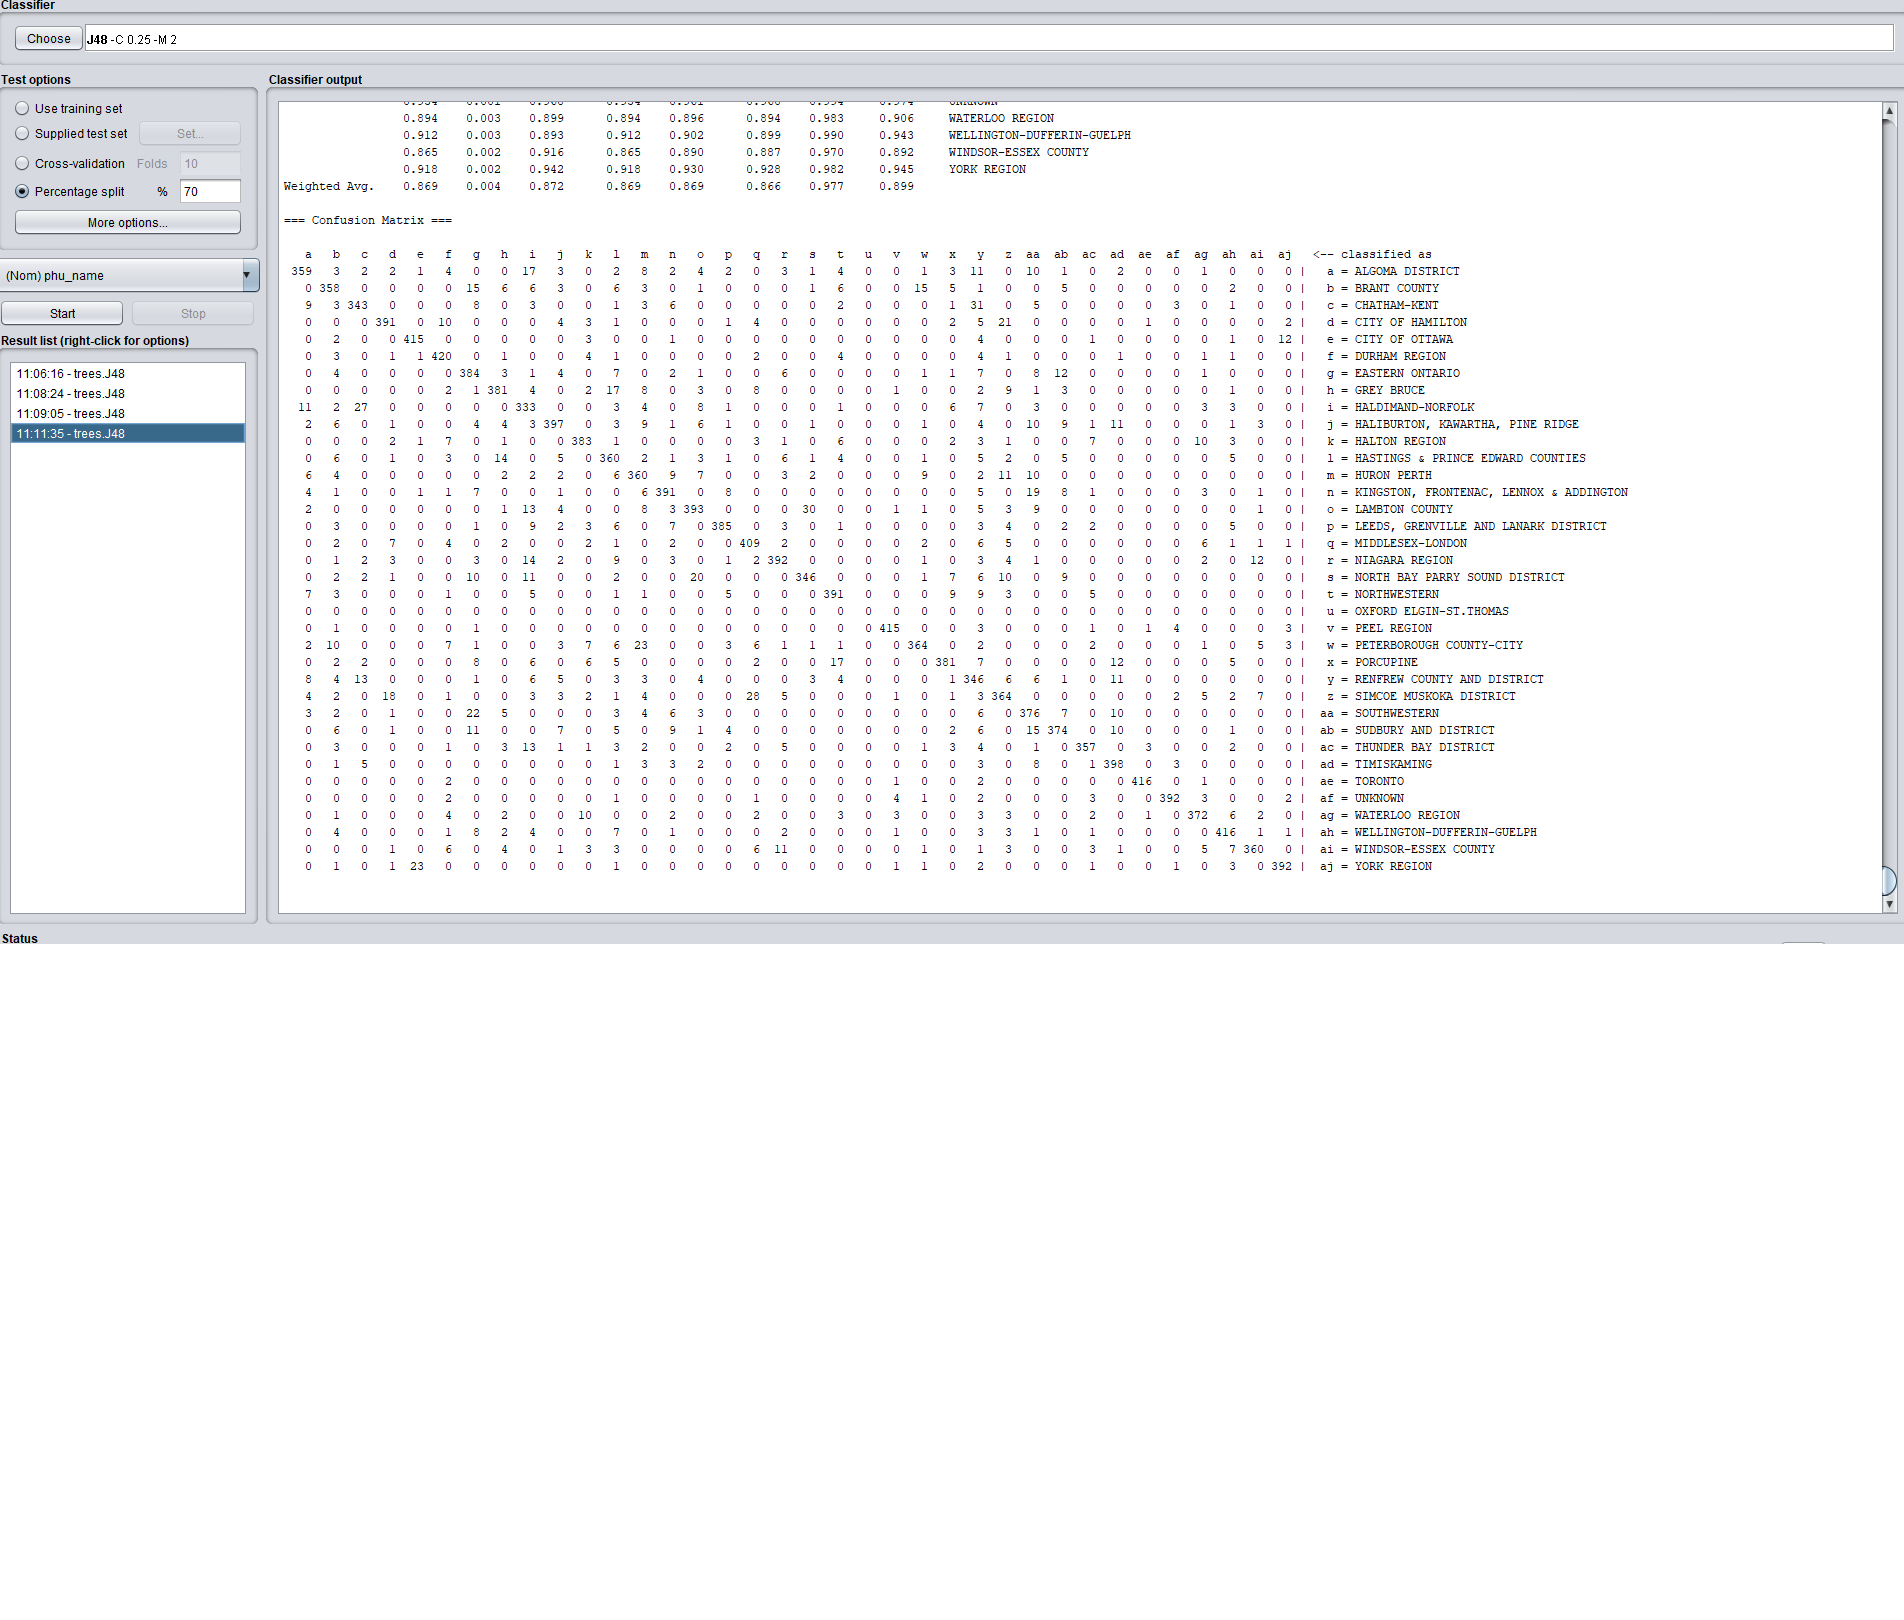 Classifier
Choose J48 -C 0.25 -M 2
Test options
Use training set
Supplied test set Set...
Cross-validation Folds 10
Percentage split % 70
More options...
(Nom) phu_name
Start Stop
Result list (right-click for options)
11:06:16 - trees.J48
11:08:24 - trees.J48
11:09:05 - trees.J48
11:11:35 - trees.J48
Classifier output
0.894 0.003 0.899 0.894 0.896 0.894 0.983 0.906 WATERLOO REGION
0.912 0.003 0.893 0.912 0.902 0.899 0.990 0.943 WELLINGTON-DUFFERIN-GUELPH
0.865 0.002 0.916 0.865 0.890 0.887 0.970 0.892 WINDSOR-ESSEX COUNTY
0.918 0.002 0.942 0.918 0.930 0.928 0.982 0.945 YORK REGION
Weighted Avg. 0.869 0.004 0.872 0.869 0.869 0.866 0.977 0.899
=== Confusion Matrix ===
a b c d e f g h i j k l m n o p q r s t u v w x y z aa ab ac ad ae af ag ah ai aj <-- classified as
359 3 2 2 1 4 0 0 17 3 0 2 8 2 4 2 0 3 1 4 0 0 1 3 11 0 10 1 0 2 0 0 1 0 0 0 | a = ALGOMA DISTRICT
0 358 0 0 0 0 15 6 6 3 0 6 3 0 1 0 0 0 1 6 0 0 15 5 1 0 0 5 0 0 0 0 0 2 0 0 | b = BRANT COUNTY
9 3 343 0 0 0 8 0 3 0 0 1 3 6 0 0 0 0 0 2 0 0 0 1 31 0 5 0 0 0 0 3 0 1 0 0 | c = CHATHAM-KENT
0 0 0 391 0 10 0 0 0 4 3 1 0 0 0 1 4 0 0 0 0 0 0 2 5 21 0 0 0 0 1 0 0 0 0 2 | d = CITY OF HAMILTON
0 2 0 0 415 0 0 0 0 0 3 0 0 1 0 0 0 0 0 0 0 0 0 0 4 0 0 0 1 0 0 0 0 1 0 12 | e = CITY OF OTTAWA
0 3 0 1 1 420 0 1 0 0 4 1 0 0 0 0 2 0 0 4 0 0 0 0 4 1 0 0 0 1 0 0 1 1 0 0 | f = DURHAM REGION
0 4 0 0 0 0 384 3 1 4 0 7 0 2 1 0 0 6 0 0 0 0 1 1 7 0 8 12 0 0 0 0 1 0 0 0 | g = EASTERN ONTARIO
0 0 0 0 0 2 1 381 4 0 2 17 8 0 3 0 8 0 0 0 0 1 0 0 2 9 1 3 0 0 0 0 0 1 0 0 | h = GREY BRUCE
11 2 27 0 0 0 0 0 333 0 0 3 4 0 8 1 0 0 0 1 0 0 0 6 7 0 3 0 0 0 0 0 3 3 0 0 | i = HALDIMAND-NORFOLK
2 6 0 1 0 0 4 4 3 397 0 3 9 1 6 1 0 0 1 0 0 0 1 0 4 0 10 9 1 11 0 0 0 1 3 0 | j = HALIBURTON, KAWARTHA, PINE RIDGE
0 0 0 2 1 7 0 1 0 0 383 1 0 0 0 0 3 1 0 6 0 0 0 2 3 1 0 0 7 0 0 0 10 3 0 0 | k = HALTON REGION
0 6 0 1 0 3 0 14 0 5 0 360 2 1 3 1 0 6 1 4 0 0 1 0 5 2 0 5 0 0 0 0 0 5 0 0 | l = HASTINGS & PRINCE EDWARD COUNTIES
6 4 0 0 0 0 0 2 2 2 0 6 360 9 7 0 0 3 2 0 0 0 9 0 2 11 10 0 0 0 0 0 0 0 0 0 | m = HURON PERTH
4 1 0 0 1 1 7 0 0 1 0 0 6 391 0 8 0 0 0 0 0 0 0 0 5 0 19 8 1 0 0 0 3 0 1 0 | n = KINGSTON, FRONTENAC, LENNOX & ADDINGTON
2 0 0 0 0 0 0 1 13 4 0 0 8 3 393 0 0 0 30 0 0 1 1 0 5 3 9 0 0 0 0 0 0 0 1 0 | o = LAMBTON COUNTY
0 3 0 0 0 0 1 0 9 2 3 6 0 7 0 385 0 3 0 1 0 0 0 0 3 4 0 2 2 0 0 0 0 5 0 0 | p = LEEDS, GRENVILLE AND LANARK DISTRICT
0 2 0 7 0 4 0 2 0 0 2 1 0 2 0 0 409 2 0 0 0 0 2 0 6 5 0 0 0 0 0 0 6 1 1 1 | q = MIDDLESEX-LONDON
0 1 2 3 0 0 3 0 14 2 0 9 0 3 0 1 2 392 0 0 0 0 1 0 3 4 1 0 0 0 0 0 2 0 12 0 | r = NIAGARA REGION
0 2 2 1 0 0 10 0 11 0 0 2 0 0 20 0 0 0 346 0 0 0 1 7 6 10 0 9 0 0 0 0 0 0 0 0 | s = NORTH BAY PARRY SOUND DISTRICT
7 3 0 0 0 1 0 0 5 0 0 1 1 0 0 5 0 0 0 391 0 0 0 9 9 3 0 0 5 0 0 0 0 0 0 0 | t = NORTHWESTERN
0 0 0 0 0 0 0 0 0 0 0 0 0 0 0 0 0 0 0 0 0 0 0 0 0 0 0 0 0 0 0 0 0 0 0 0 | u = OXFORD ELGIN-ST.THOMAS
0 1 0 0 0 0 1 0 0 0 0 0 0 0 0 0 0 0 0 0 0 415 0 0 3 0 0 0 1 0 1 4 0 0 0 3 | v = PEEL REGION
2 10 0 0 0 7 1 0 0 3 7 6 23 0 0 3 6 1 1 1 0 0 364 0 2 0 0 0 2 0 0 0 1 0 5 3 | w = PETERBOROUGH COUNTY-CITY
0 2 2 0 0 0 8 0 6 0 6 5 0 0 0 0 2 0 0 17 0 0 0 381 7 0 0 0 0 12 0 0 0 5 0 0 | x = PORCUPINE
8 4 13 0 0 0 1 0 6 5 0 3 3 0 4 0 0 0 3 4 0 0 0 1 346 6 6 1 0 11 0 0 0 0 0 0 | y = RENFREW COUNTY AND DISTRICT
4 2 0 18 0 1 0 0 3 3 2 1 4 0 0 0 28 5 0 0 0 1 0 1 3 364 0 0 0 0 0 2 5 2 7 0 | z = SIMCOE MUSKOKA DISTRICT
3 2 0 1 0 0 22 5 0 0 0 3 4 6 3 0 0 0 0 0 0 0 0 0 6 0 376 7 0 10 0 0 0 0 0 0 | aa = SOUTHWESTERN
0 6 0 1 0 0 11 0 0 7 0 5 0 9 1 4 0 0 0 0 0 0 0 2 6 0 15 374 0 10 0 0 0 1 0 0 | ab = SUDBURY AND DISTRICT
0 3 0 0 0 1 0 3 13 1 1 3 2 0 0 2 0 5 0 0 0 0 1 3 4 0 1 0 357 0 3 0 0 2 0 0 | ac = THUNDER BAY DISTRICT
0 1 5 0 0 0 0 0 0 0 0 1 3 3 2 0 0 0 0 0 0 0 0 0 3 0 8 0 1 398 0 3 0 0 0 0 | ad = TIMISKAMING
0 0 0 0 0 2 0 0 0 0 0 0 0 0 0 0 0 0 0 0 0 1 0 0 2 0 0 0 0 0 416 0 1 0 0 0 | ae = TORONTO
0 0 0 0 0 2 0 0 0 0 0 1 0 0 0 0 1 0 0 0 0 4 1 0 2 0 0 0 3 0 0 392 3 0 0 2 | af = UNKNOWN
0 1 0 0 0 4 0 2 0 0 10 0 0 2 0 0 2 0 0 3 0 3 0 0 3 3 0 0 2 0 1 0 372 6 2 0 | ag = WATERLOO REGION
0 4 0 0 0 1 8 2 4 0 0 7 0 1 0 0 0 2 0 0 0 1 0 0 3 3 1 0 1 0 0 0 0 416 1 1 | ah = WELLINGTON-DUFFERIN-GUELPH
0 0 0 1 0 6 0 4 0 1 3 3 0 0 0 0 6 11 0 0 0 0 1 0 1 3 0 0 3 1 0 0 5 7 360 0 | ai = WINDSOR-ESSEX COUNTY
0 1 0 1 23 0 0 0 0 0 0 1 0 0 0 0 0 0 0 0 0 1 1 0 2 0 0 0 1 0 0 1 0 3 0 392 | aj = YORK REGION
Status